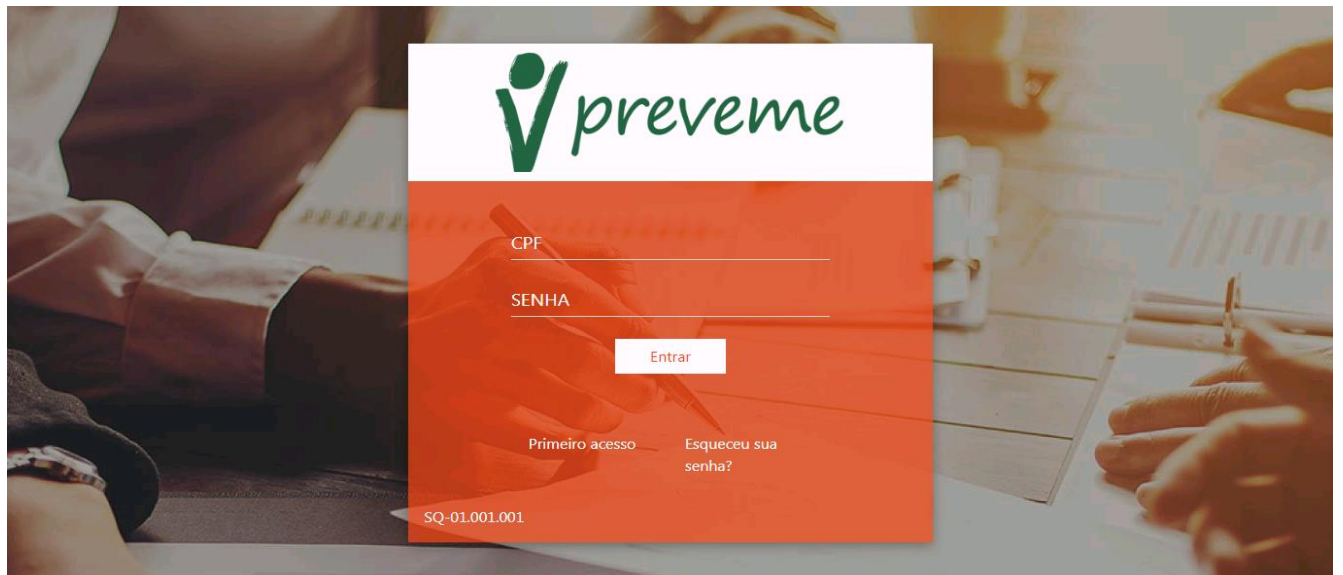 preveme
CPF
SENHA
Entrar
Primeiro acesso
Esqueceu sua
senha?
SQ-01.001.001